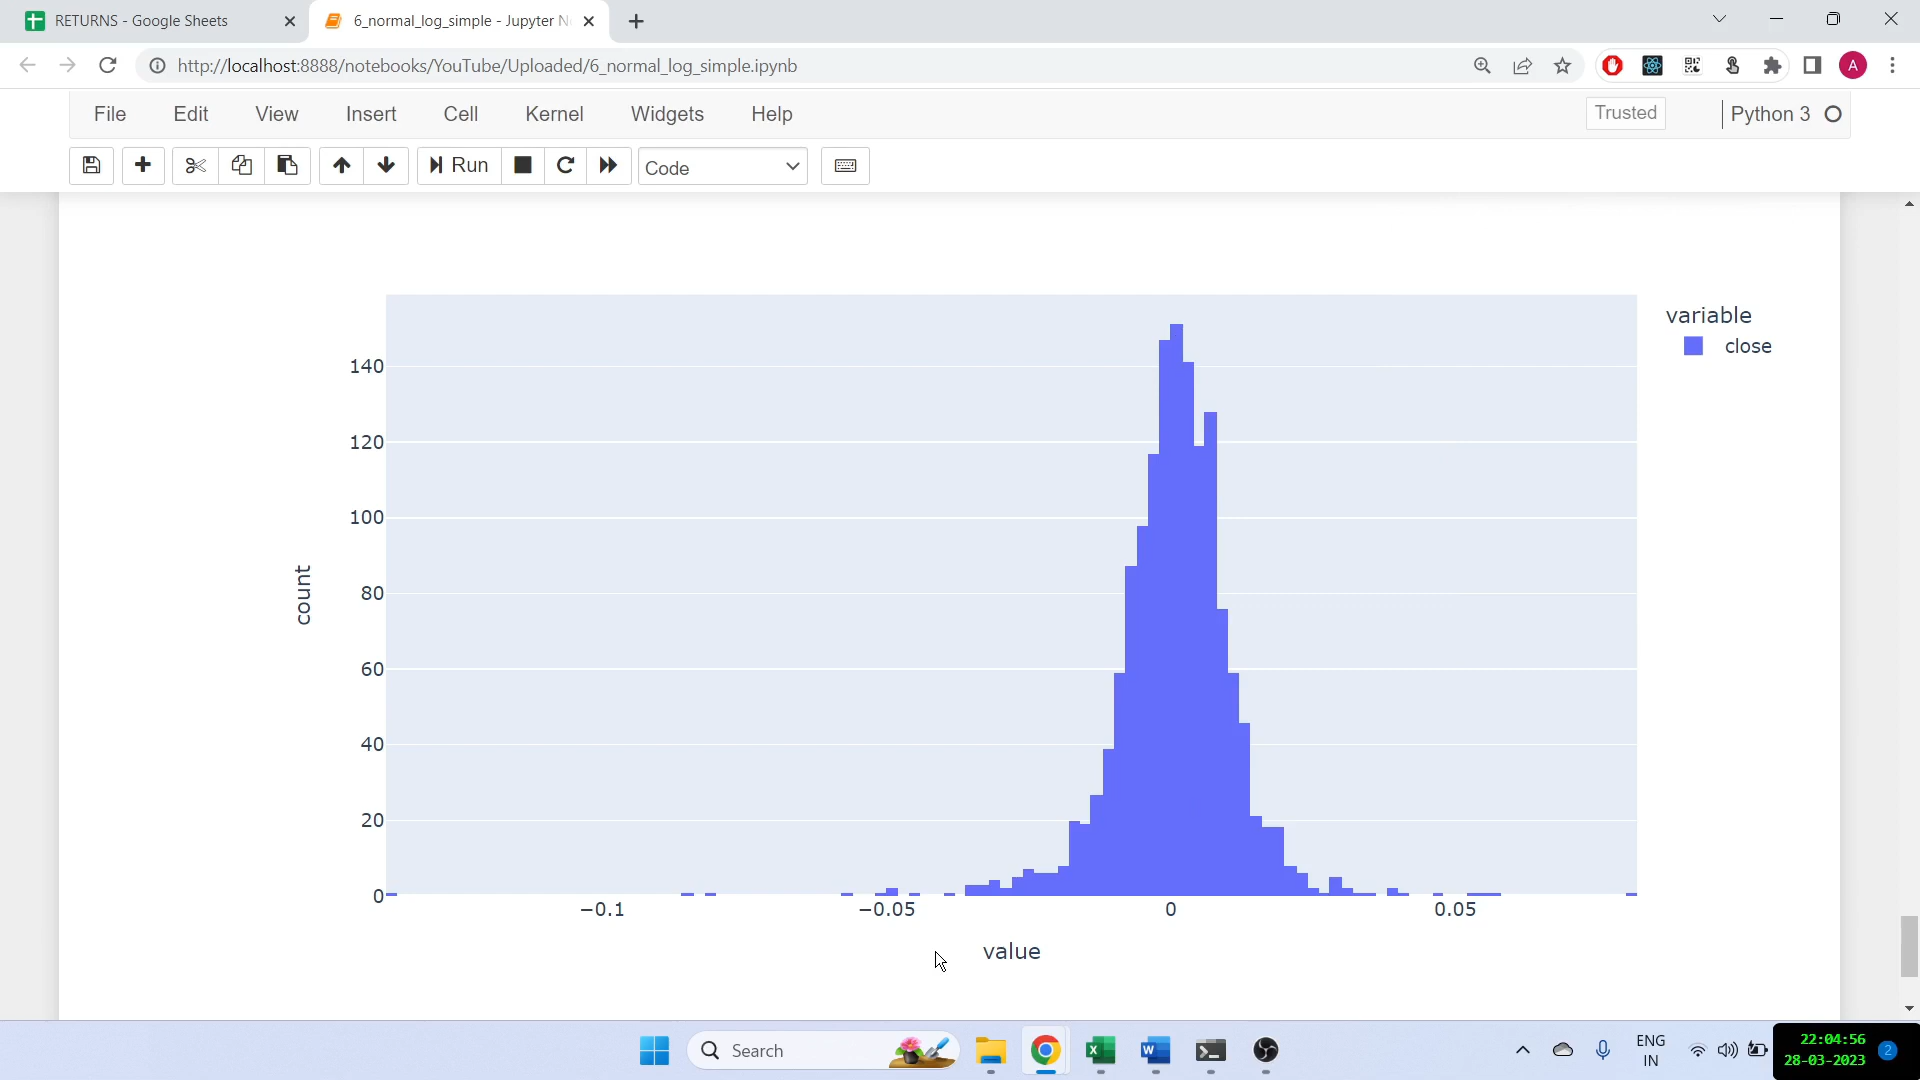 RETURNS - Google Sheets
6_normal_log_simple - Jupyter N
http://localhost:8888/notebooks/YouTube/Uploaded/6_normal_log_simple.ipynb
A
File Edit View Insert Cell Kernel Widgets Help
Trusted
Python 3
Run
Code
variable
close
140
120
100
80
60
40
20
0
count
−0.1 −0.05 0 0.05
value
Search
ENG
IN
22:04:56
28-03-2023
2